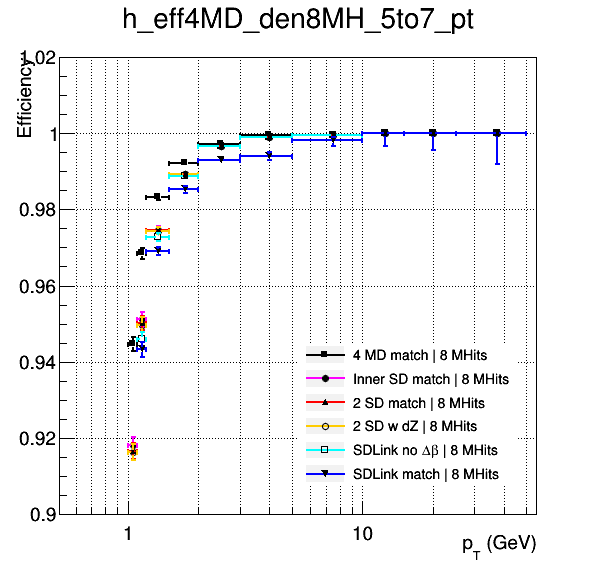 h_eff4MD_den8MH_5to7_pt
Efficiency
1.02
1
0.98
0.96
0.94
0.92
0.9
4 MD match | 8 MHits
Inner SD match | 8 MHits
2 SD match | 8 MHits
2 SD w dZ | 8 MHits
SDLink no Δβ | 8 MHits
SDLink match | 8 MHits
1
10
p_T (GeV)